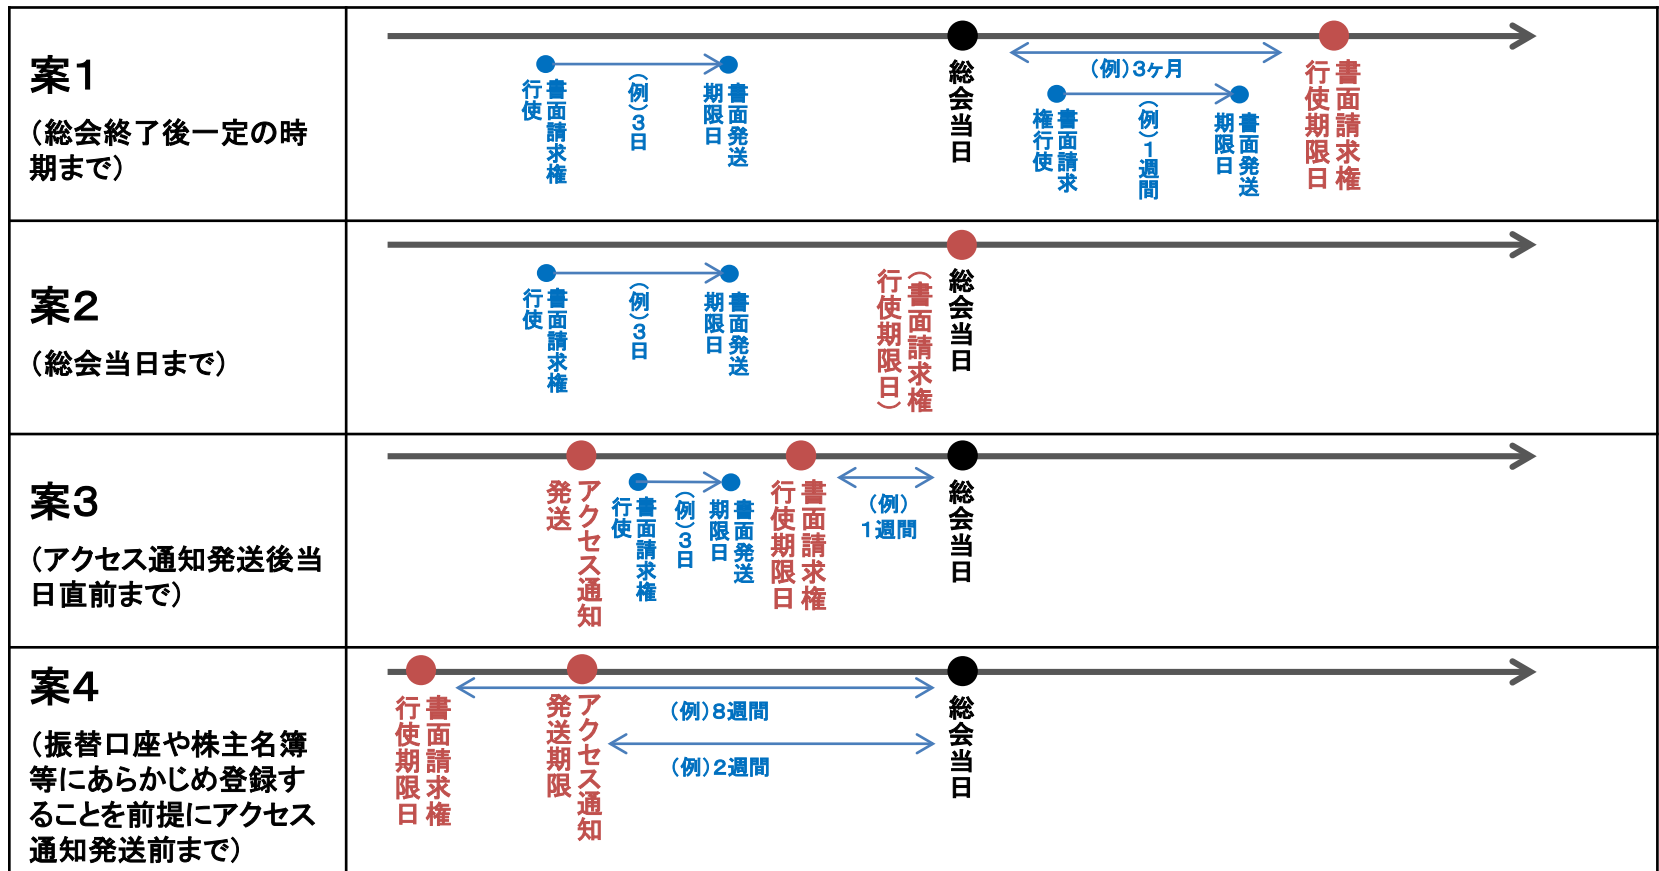 案1
（総会終了後一定の時
期まで）
書面請求権
行使
（例）3日
書面発送
期限日
総会当日
（例）3ヶ月
書面請求
権行使
（例）1週間
書面発送
期限日
書面請求権
行使期限日
案2
（総会当日まで）
書面請求権
行使
（例）3日
書面発送
期限日
（書面請求権
行使期限日）
総会当日
案3
（アクセス通知発送後当
日直前まで）
アクセス通知
発送
書面請求権
行使
（例）3日
書面発送
期限日
書面請求権
行使期限日
（例）
1週間
総会当日
案4
（振替口座や株主名簿
等にあらかじめ登録す
ることを前提にアクセス
通知発送前まで）
書面請求権
行使期限日
アクセス通知
発送期限
（例）8週間
（例）2週間
総会当日